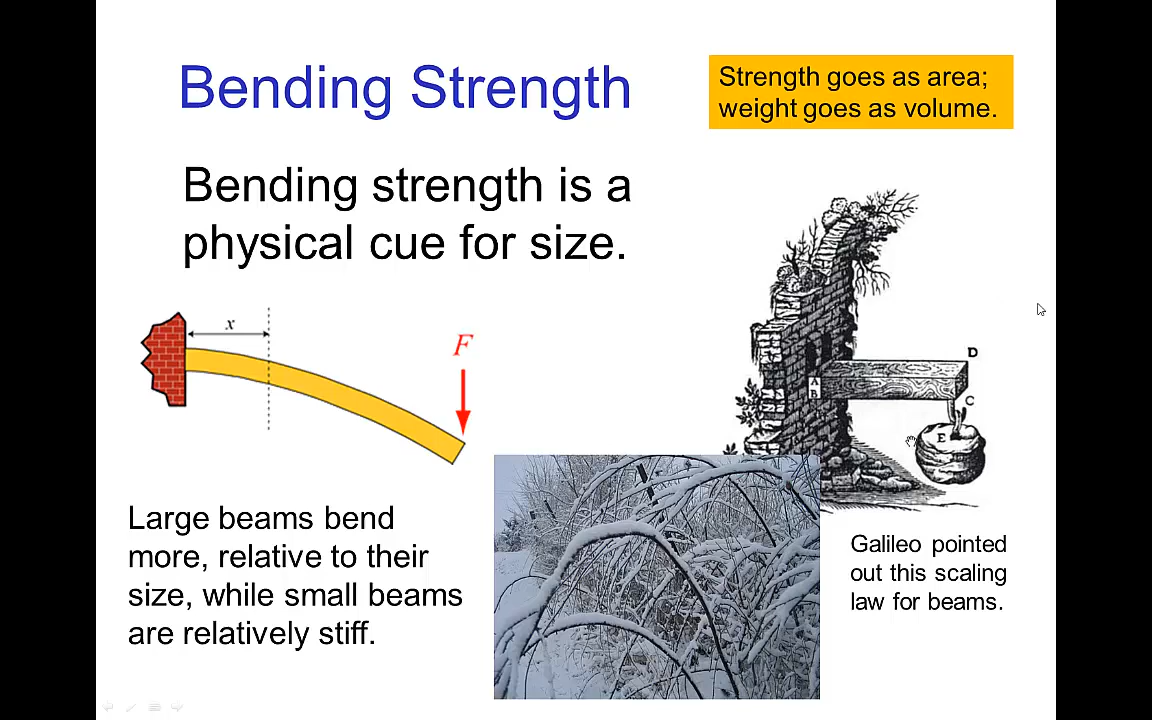 Bending Strength
Strength goes as area;
weight goes as volume.
Bending strength is a
physical cue for size.
x
F
D
A
B
C
E
Large beams bend
more, relative to their
size, while small beams
are relatively stiff.
Galileo pointed
out this scaling
law for beams.